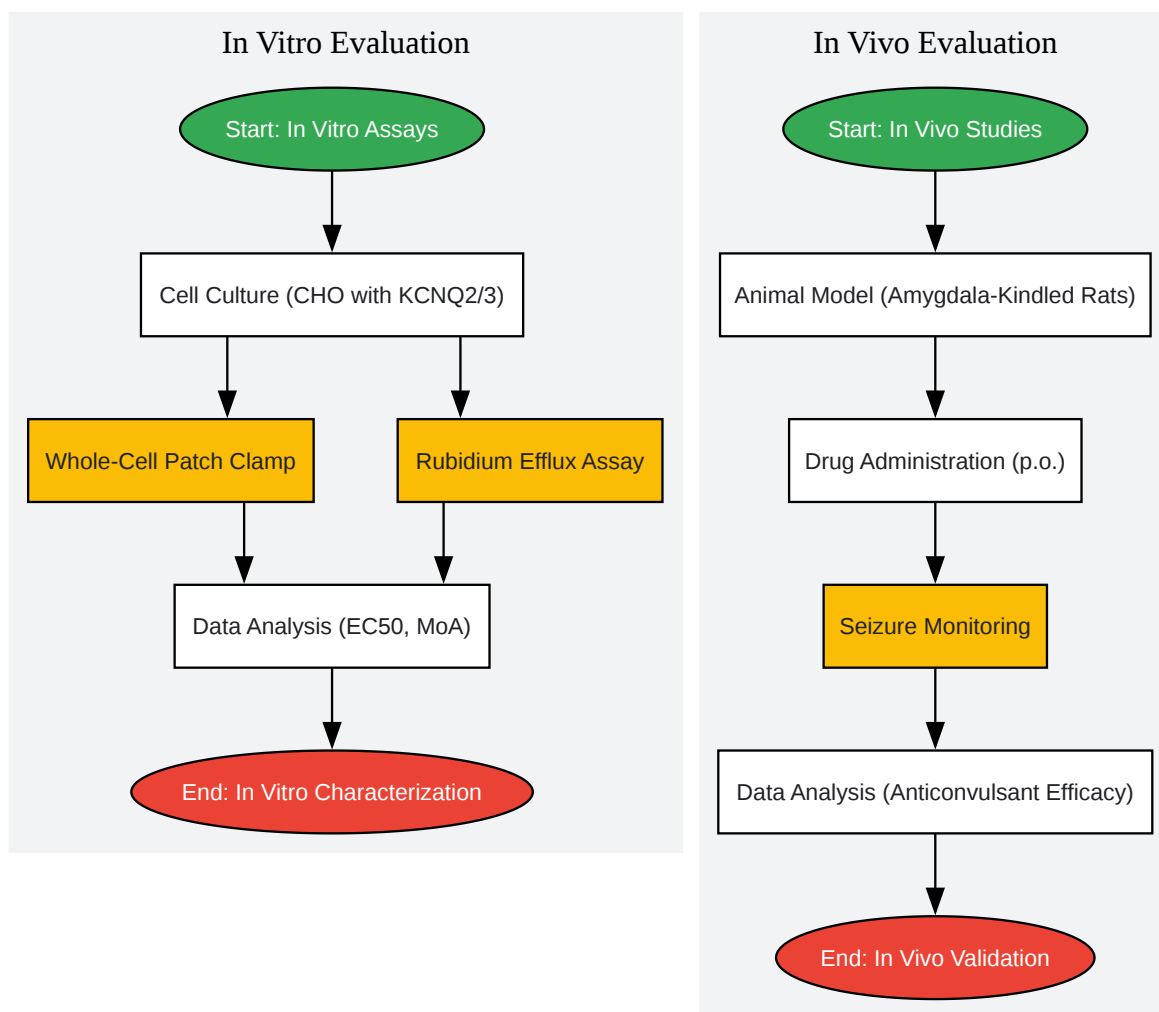 In Vitro Evaluation
Start: In Vitro Assays
Cell Culture (CHO with KCNQ2/3)
Whole-Cell Patch Clamp
Rubidium Efflux Assay
Data Analysis (EC50, MoA)
End: In Vitro Characterization
In Vivo Evaluation
Start: In Vivo Studies
Animal Model (Amygdala-Kindled Rats)
Drug Administration (p.o.)
Seizure Monitoring
Data Analysis (Anticonvulsant Efficacy)
End: In Vivo Validation